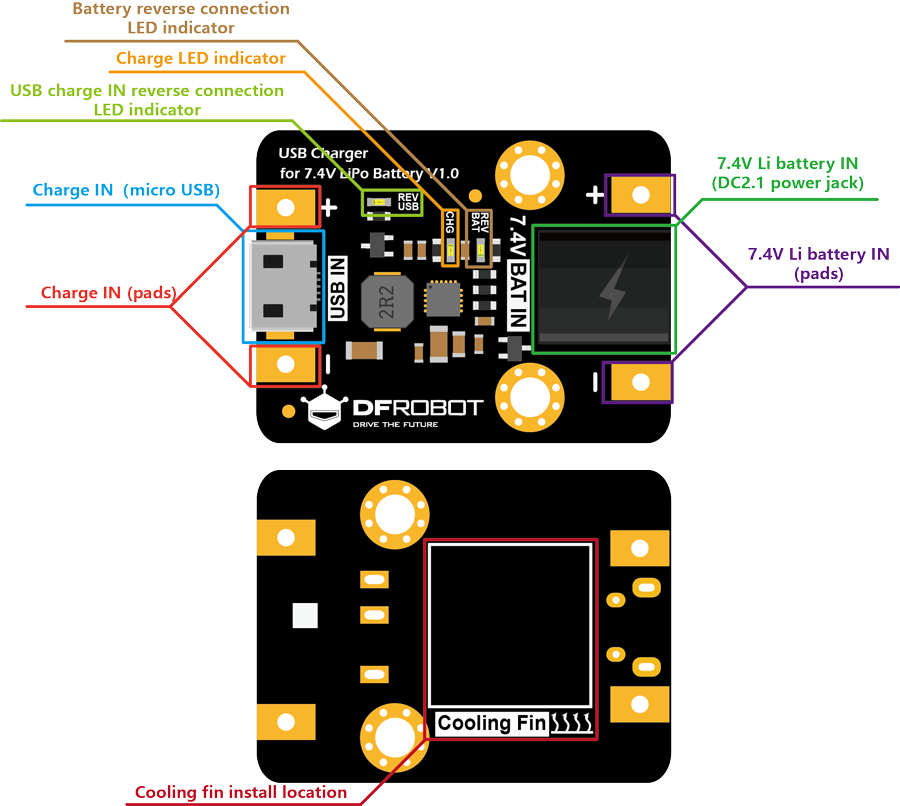 Battery reverse connection
LED indicator
Charge LED indicator
USB charge IN reverse connection
LED indicator
USB Charger
for 7.4V LiPo Battery V1.0
7.4V Li battery IN
(DC2.1 power jack)
Charge IN (micro USB)
+
REV
USB
CHG
REV
BAT
+
7.4V BAT IN
USB IN
2R2
7.4V Li battery IN
(pads)
Charge IN (pads)
-
-
DFROBOT
DRIVE THE FUTURE
Cooling Fin
Cooling fin install location